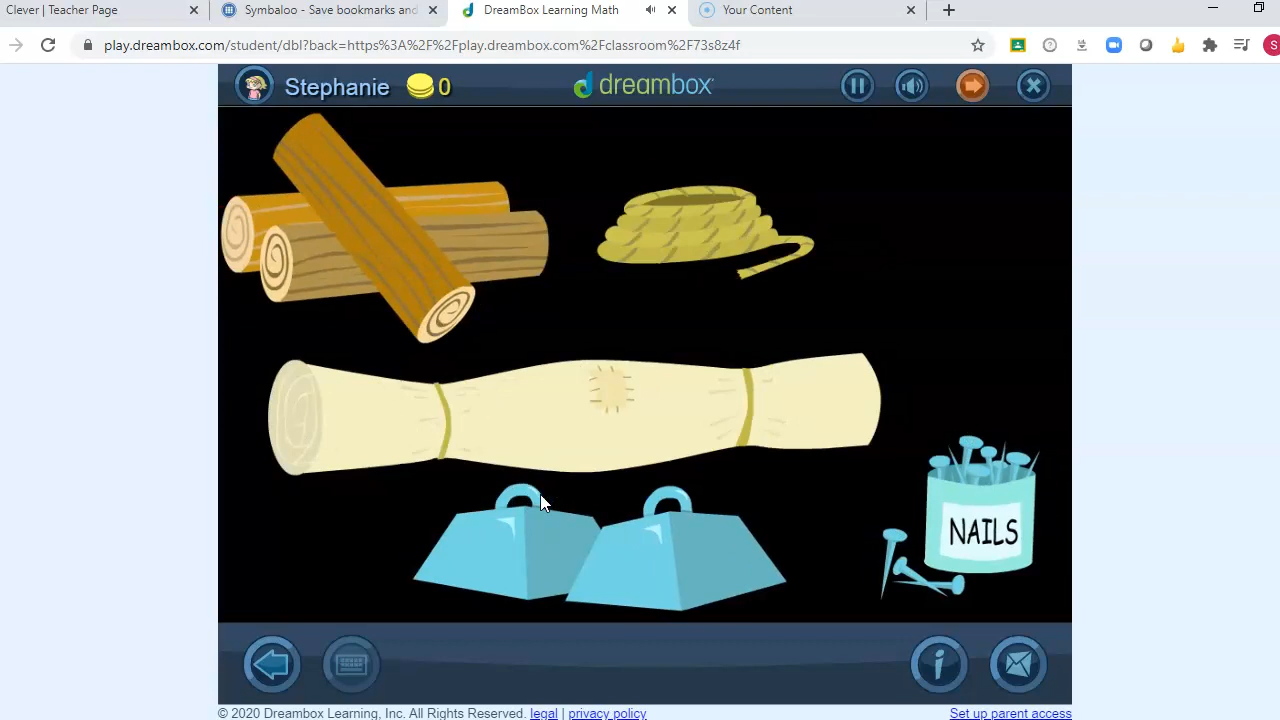 Clever | Teacher Page
Symbaloo - Save bookmarks and
DreamBox Learning Math
Your Content
play.dreambox.com/student/dbl?back=https%3A%2F%2Fplay.dreambox.com%2Fclassroom%2F73s8z4f
S
Stephanie 0 dreambox
NAILS
i
© 2020 Dreambox Learning, Inc. All Rights Reserved. legal | privacy policy
Set up parent access